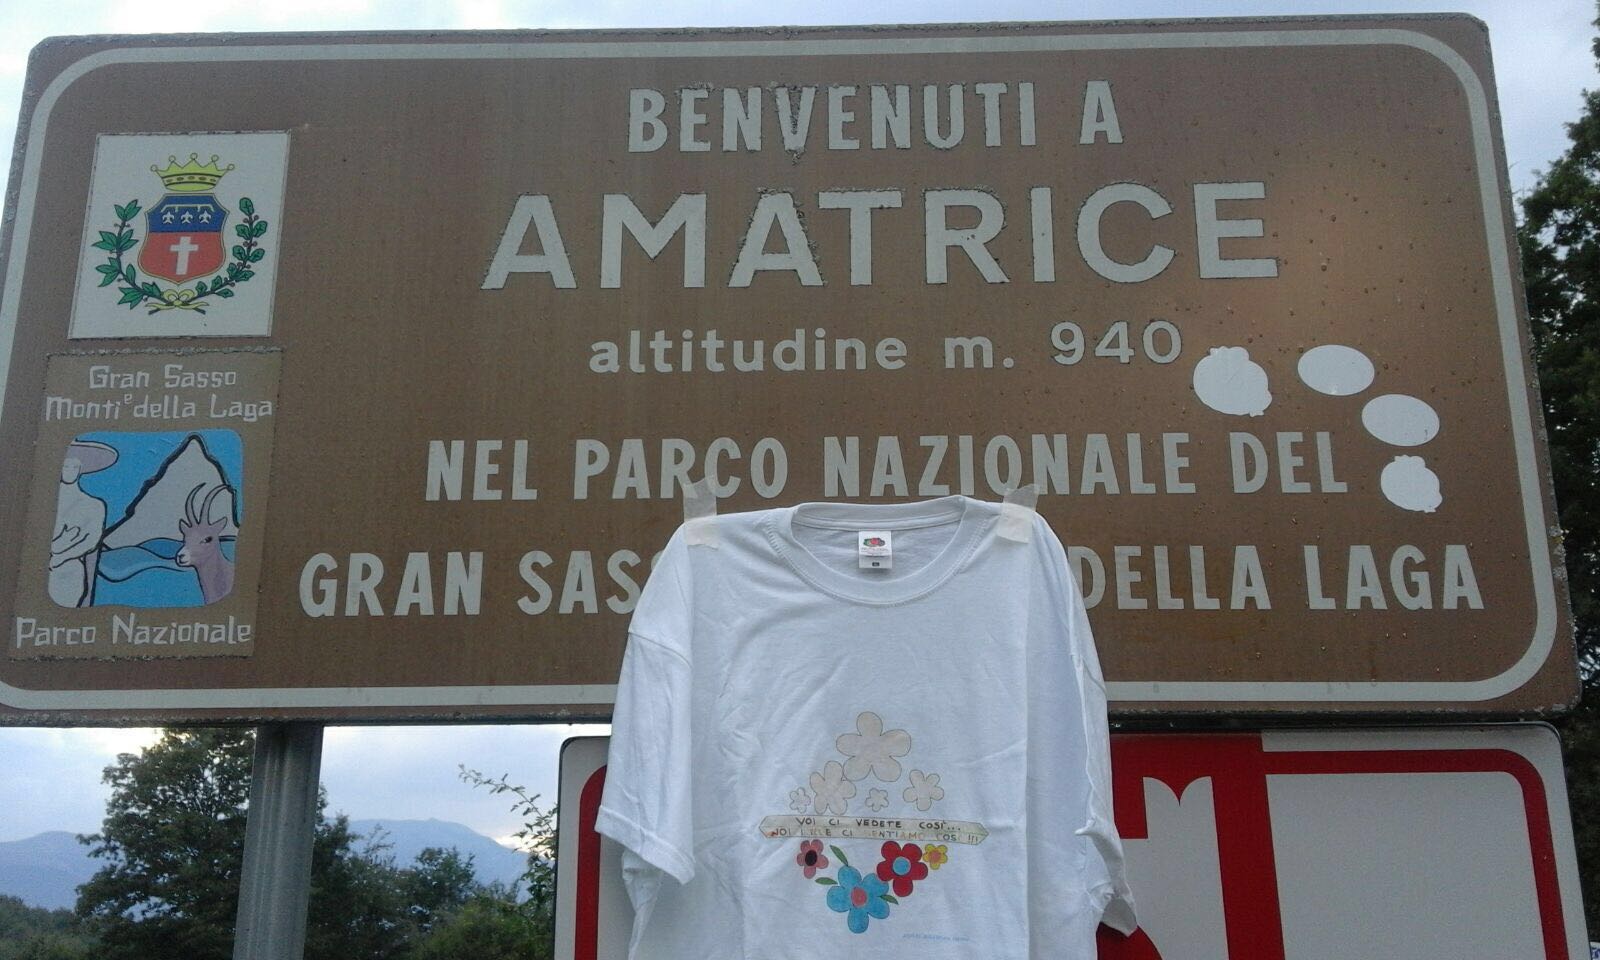 BENVENUTI A
AMATRICE
altitudine m. 940
NEL PARCO NAZIONALE DEL
GRAN SASS DELLA LAGA
Gran Sasso
e
Monti della Laga
Parco Nazionale
VOI CI VEDETE COSÌ...
NOI CI SENTIAMO COSÌ !!!